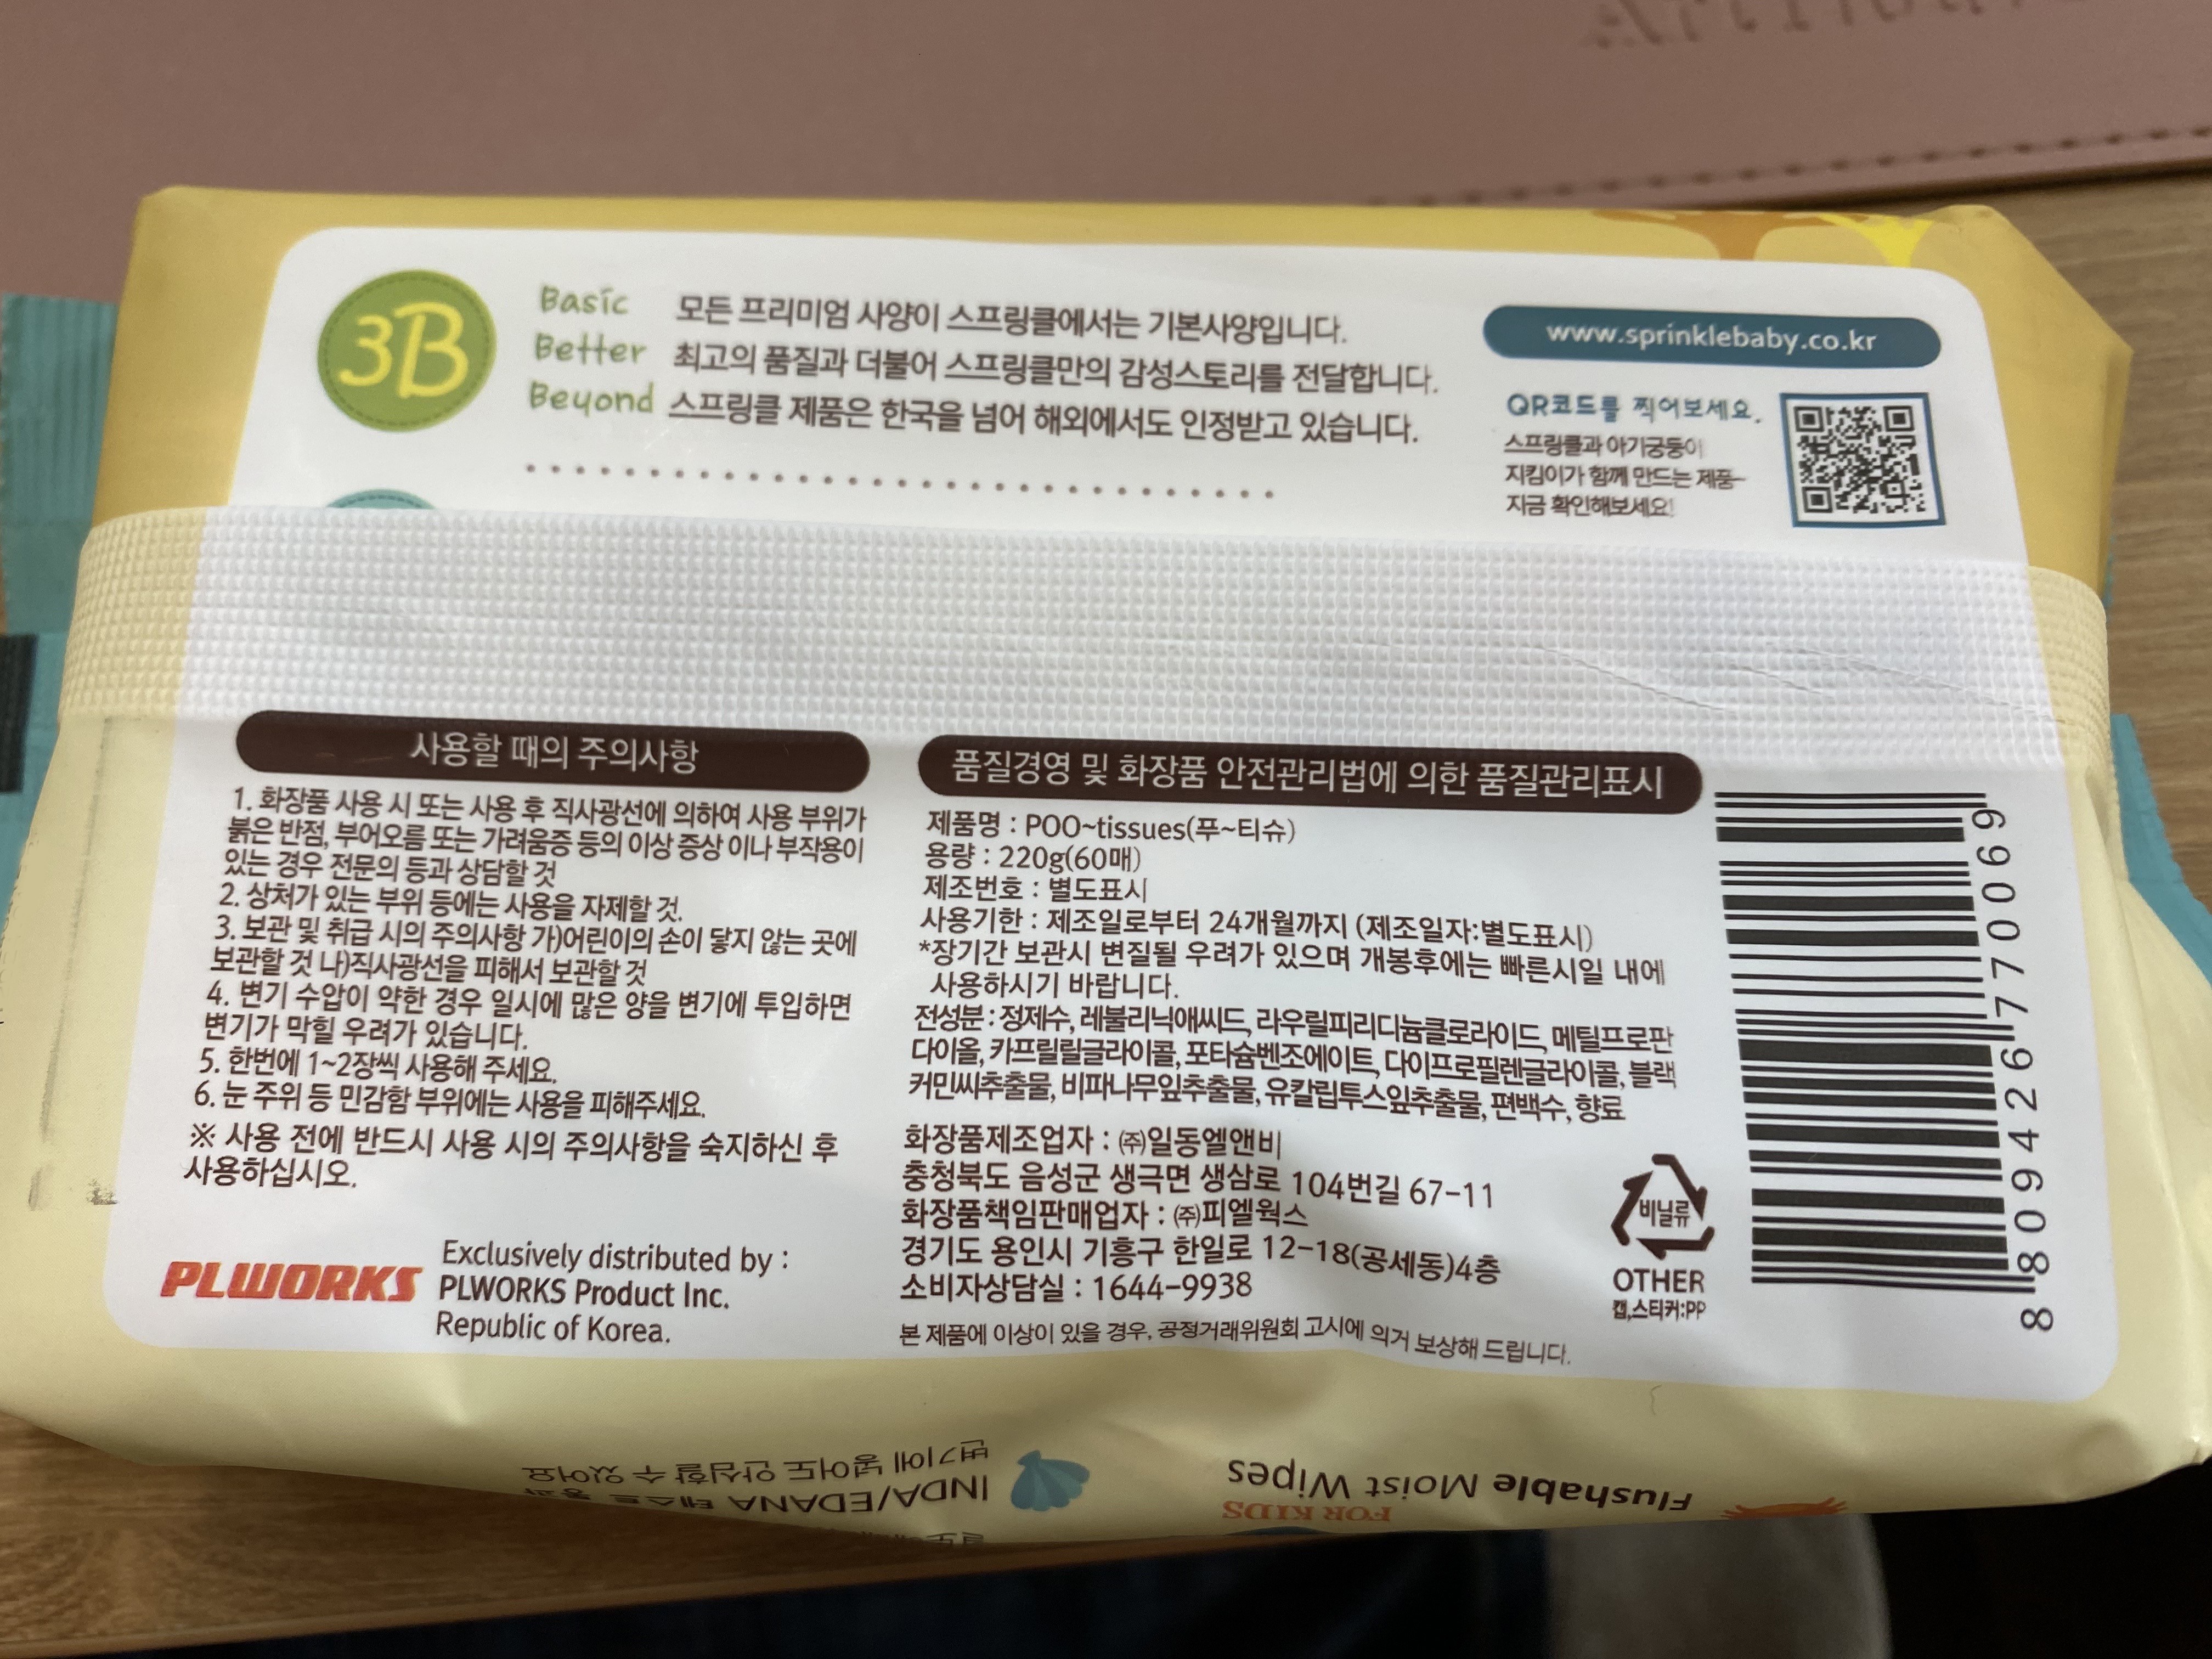 3B
Basic 모든 프리미엄 사양이 스프링클에서는 기본사양입니다.
Better 최고의 품질과 더불어 스프링클만의 감성스토리를 전달합니다.
Beyond 스프링클 제품은 한국을 넘어 해외에서도 인정받고 있습니다.
www.sprinklebaby.co.kr
QR코드를 찍어보세요.
스프링클과 아기궁둥이
지킴이가 함께 만드는 제품~
지금 확인해보세요!
사용할 때의 주의사항
1. 화장품 사용 시 또는 사용 후 직사광선에 의하여 사용 부위가
붉은 반점, 부어오름 또는 가려움증 등의 이상 증상 이나 부작용이
있는 경우 전문의 등과 상담할 것
2. 상처가 있는 부위 등에는 사용을 자제할 것.
3. 보관 및 취급 시의 주의사항 가)어린이의 손이 닿지 않는 곳에
보관할 것 나)직사광선을 피해서 보관할 것
4. 변기 수압이 약한 경우 일시에 많은 양을 변기에 투입하면
변기가 막힐 우려가 있습니다.
5. 한번에 1~2장씩 사용해 주세요.
6. 눈 주위 등 민감함 부위에는 사용을 피해주세요.
※ 사용 전에 반드시 사용 시의 주의사항을 숙지하신 후
사용하십시오.
PLWORKS
Exclusively distributed by :
PLWORKS Product Inc.
Republic of Korea.
품질경영 및 화장품 안전관리법에 의한 품질관리표시
제품명 : POO~tissues(푸~티슈)
용량 : 220g(60매)
제조번호 : 별도표시
사용기한 : 제조일로부터 24개월까지 (제조일자:별도표시)
*장기간 보관시 변질될 우려가 있으며 개봉후에는 빠른시일 내에
사용하시기 바랍니다.
전성분 : 정제수, 레불리닉애씨드, 라우릴피리디늄클로라이드, 메틸프로판
다이올, 카프릴릴글라이콜, 포타슘벤조에이트, 다이프로필렌글라이콜, 블랙
커민씨추출물, 비파나무잎추출물, 유칼립투스잎추출물, 편백수, 향료
화장품제조업자 : ㈜일동엘앤비
충청북도 음성군 생극면 생삼로 104번길 67-11
화장품책임판매업자 : ㈜피엘웍스
경기도 용인시 기흥구 한일로 12-18(공세동)4층
소비자상담실 : 1644-9938
본 제품에 이상이 있을 경우, 공정거래위원회 고시에 의거 보상해 드립니다.
비닐류
OTHER
캡,스티커:PP
8 809426 770069
변기에 넣어도 안심할 수 있어요
INDA/EDANA 테스트 통과
Flushable Moist Wipes
FOR KIDS